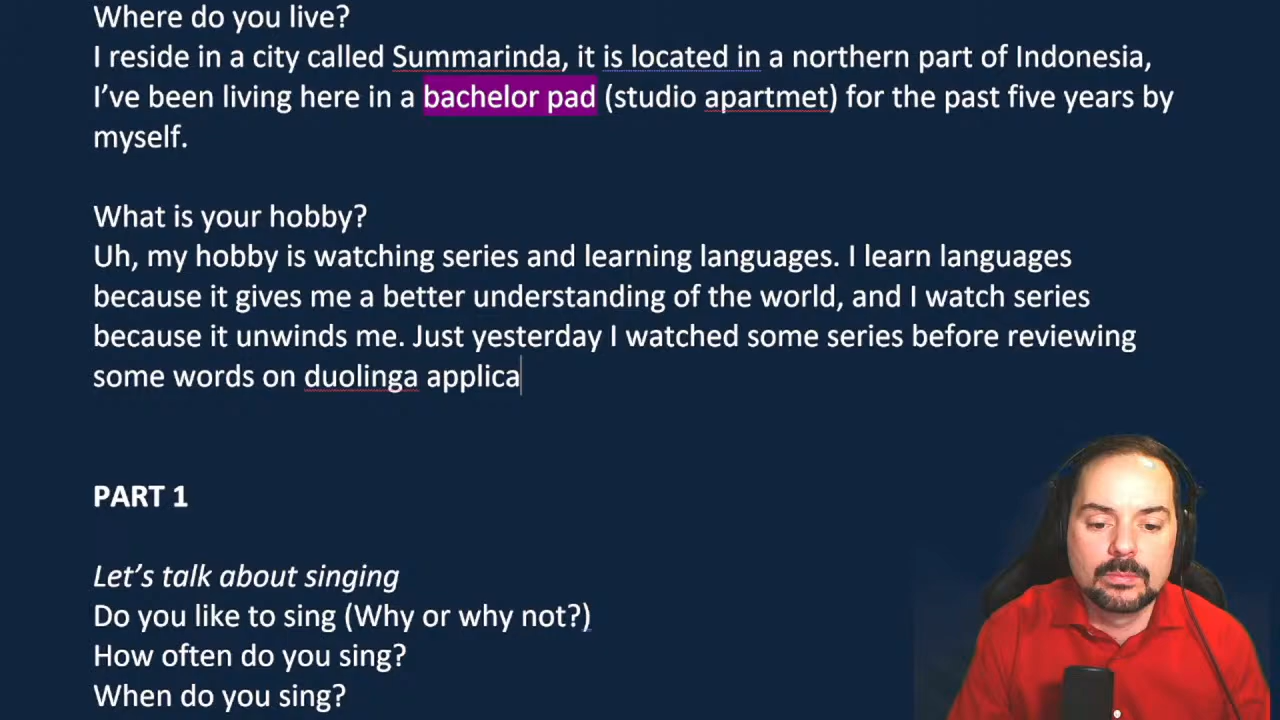 Where do you live?
I reside in a city called Summarinda, it is located in a northern part of Indonesia,
I've been living here in a bachelor pad (studio apartmet) for the past five years by
myself.
What is your hobby?
Uh, my hobby is watching series and learning languages. I learn languages
because it gives me a better understanding of the world, and I watch series
because it unwinds me. Just yesterday I watched some series before reviewing
some words on duolinga applica
PART 1
Let's talk about singing
Do you like to sing (Why or why not?)
How often do you sing?
When do you sing?